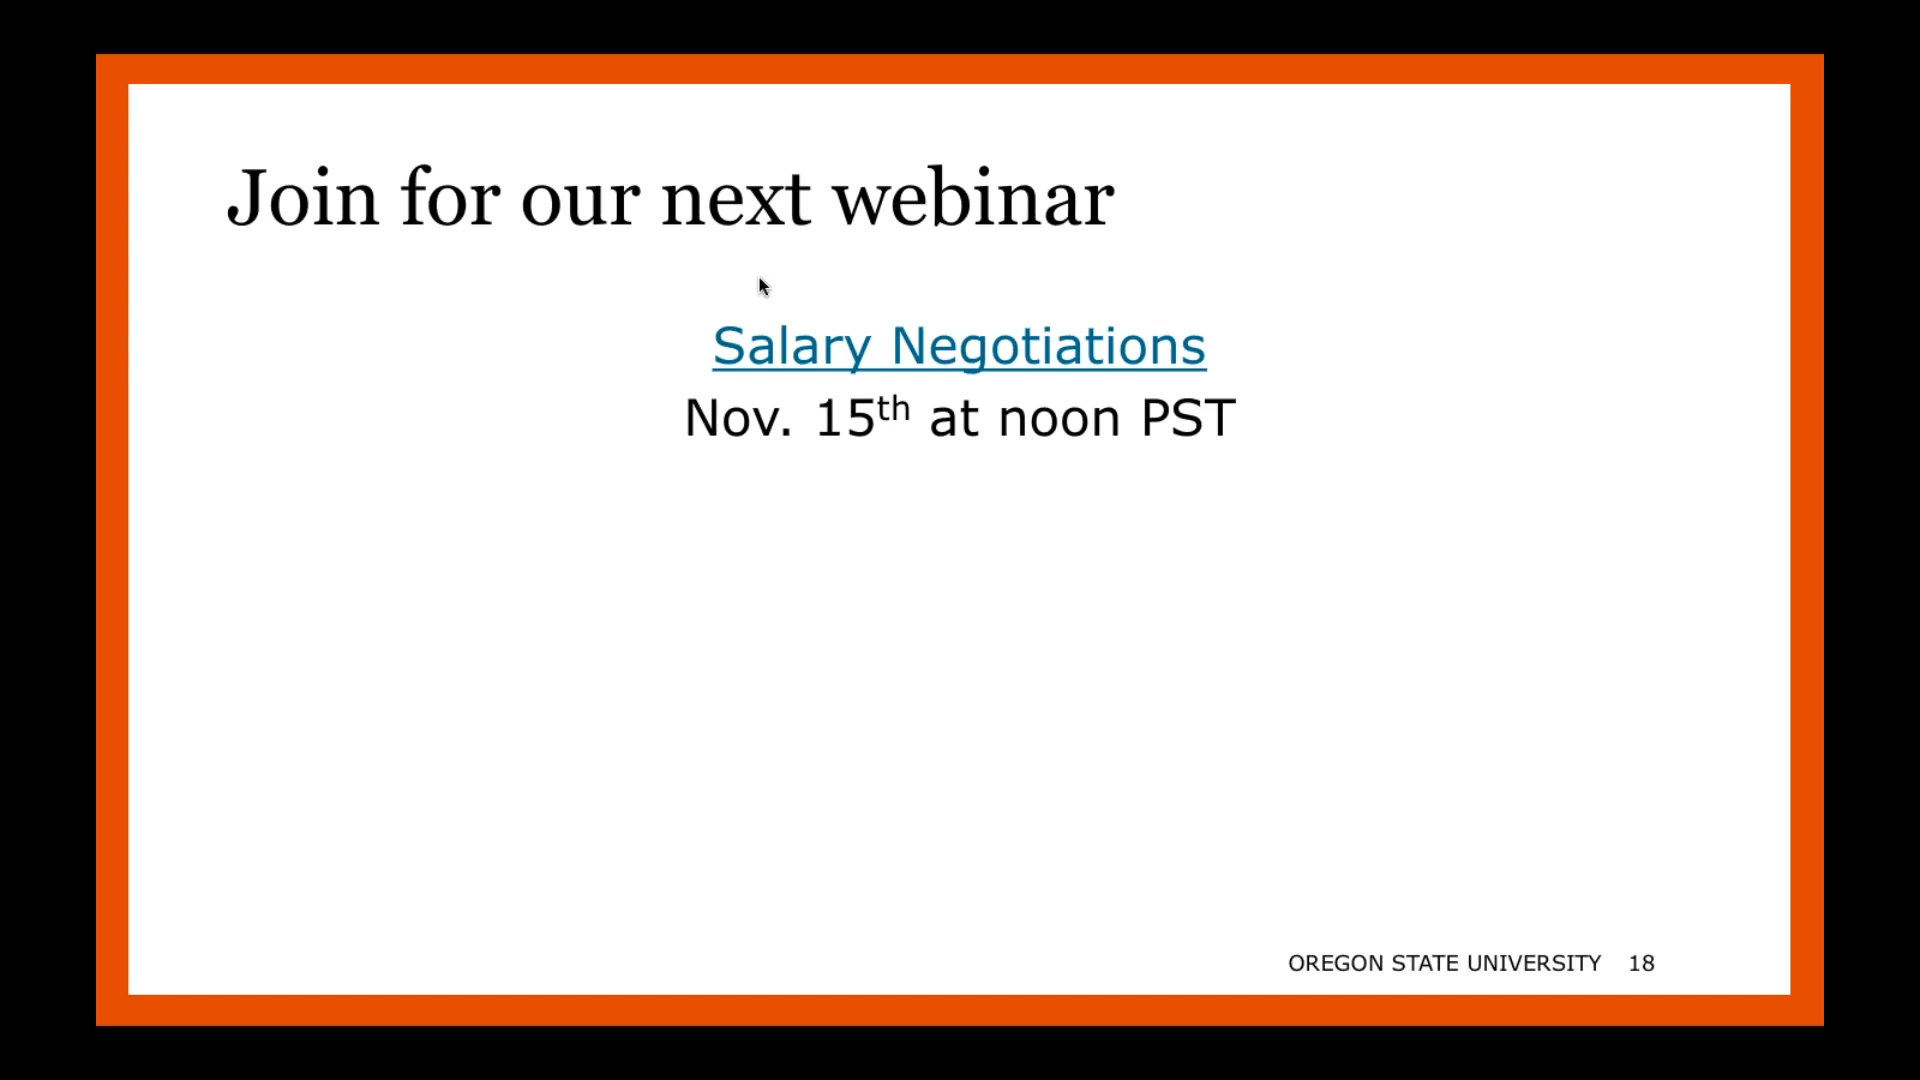 Join for our next webinar
Salary Negotiations
Nov. 15th at noon PST
OREGON STATE UNIVERSITY 18